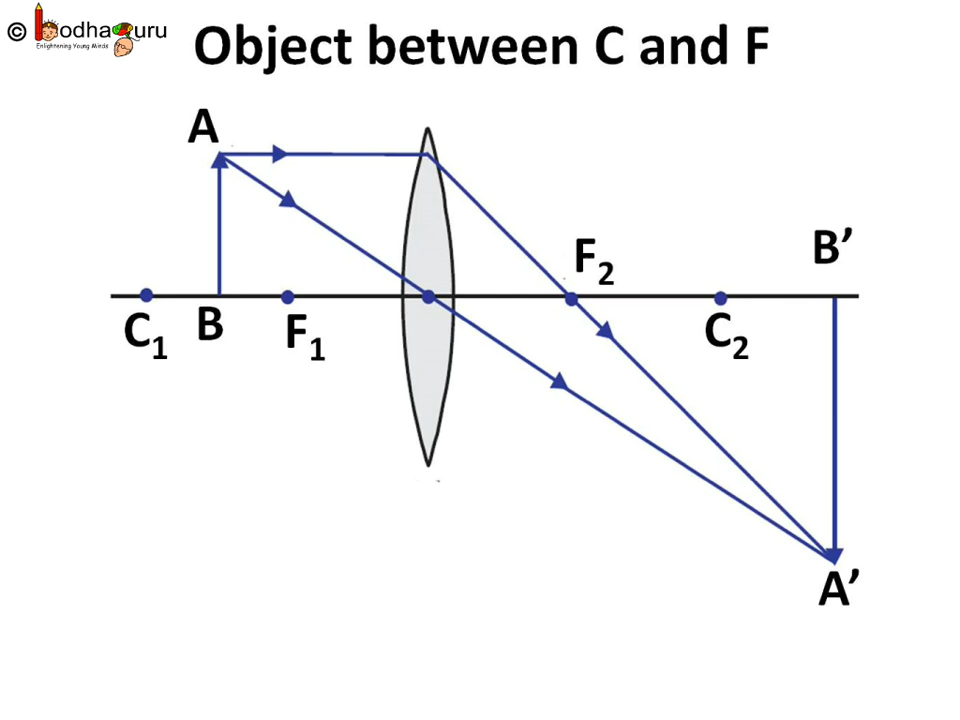 © BodhaGuru
Enlightening Young Minds
Object between C and F
A
B’
F₂
C₁ B F₁ C₂
A’